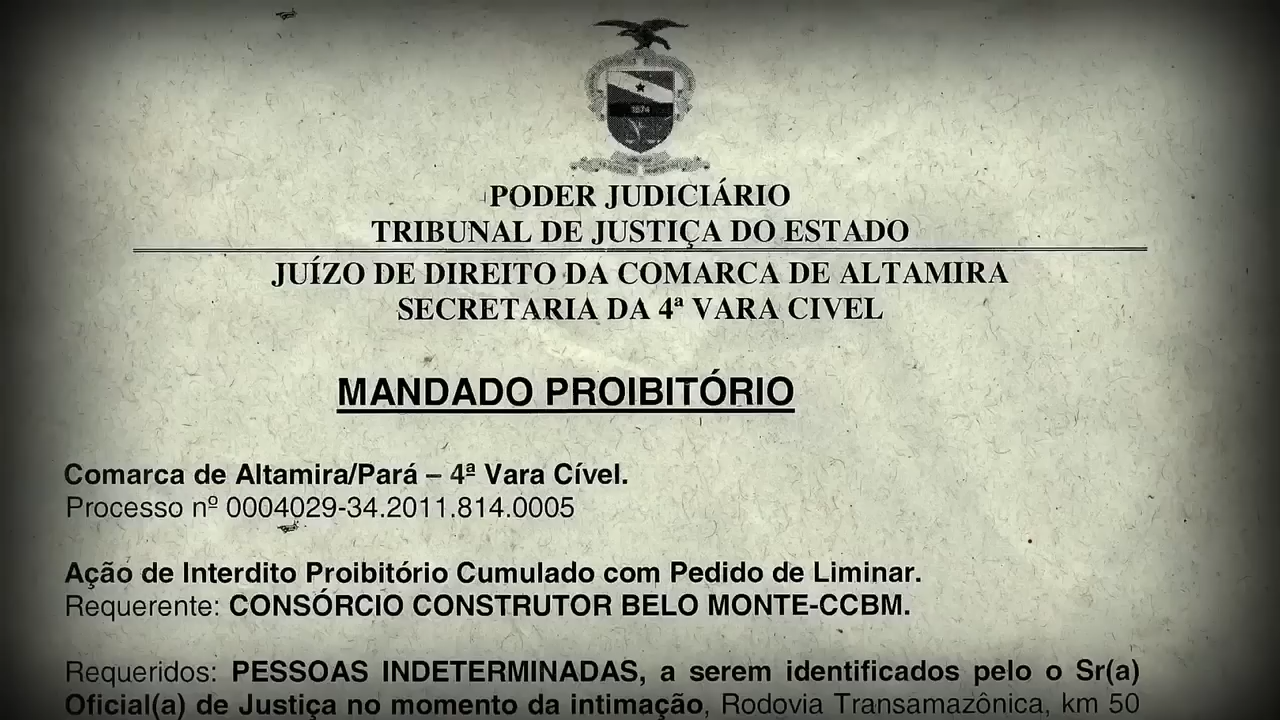 1874
PODER JUDICIÁRIO
TRIBUNAL DE JUSTIÇA DO ESTADO
JUÍZO DE DIREITO DA COMARCA DE ALTAMIRA
SECRETARIA DA 4ª VARA CIVEL
MANDADO PROIBITÓRIO
Comarca de Altamira/Pará – 4ª Vara Cível.
Processo nº 0004029-34.2011.814.0005
Ação de Interdito Proibitório Cumulado com Pedido de Liminar.
Requerente: CONSÓRCIO CONSTRUTOR BELO MONTE-CCBM.
Requeridos: PESSOAS INDETERMINADAS, a serem identificados pelo o Sr(a)
Oficial(a) de Justiça no momento da intimação, Rodovia Transamazônica, km 50